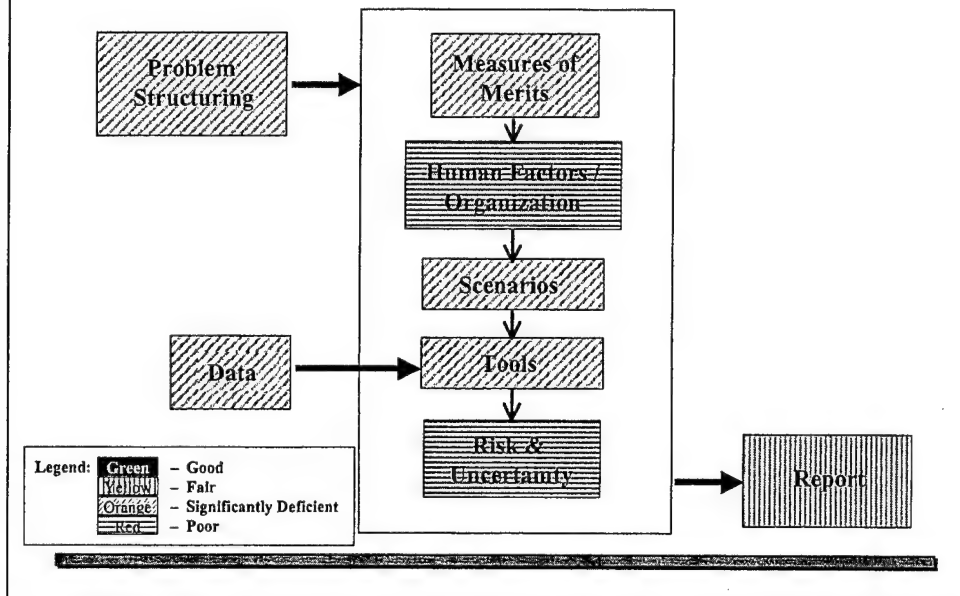 Problem
Structuring
Measures of
Merits
Human Factors /
Organization
Scenarios
Data
Tools
Risk &
Uncertainty
Report
Legend: Green – Good
Yellow – Fair
Orange – Significantly Deficient
Red – Poor